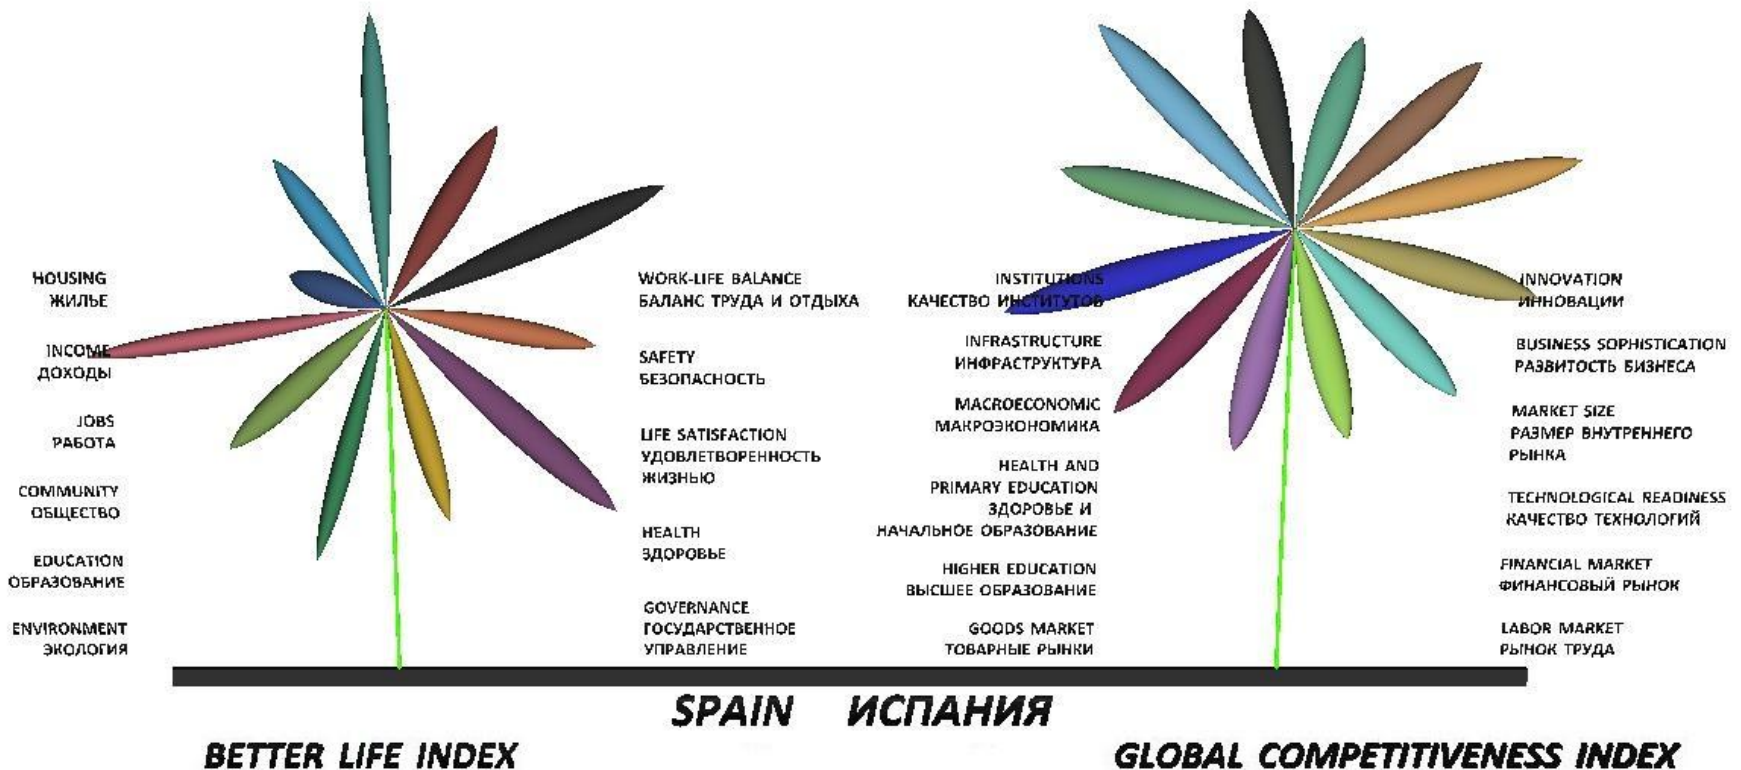 HOUSING
ЖИЛЬЕ
INCOME
ДОХОДЫ
JOBS
РАБОТА
COMMUNITY
ОБЩЕСТВО
EDUCATION
ОБРАЗОВАНИЕ
ENVIRONMENT
ЭКОЛОГИЯ
WORK-LIFE BALANCE
БАЛАНС ТРУДА И ОТДЫХА
SAFETY
БЕЗОПАСНОСТЬ
LIFE SATISFACTION
УДОВЛЕТВОРЕННОСТЬ
ЖИЗНЬЮ
HEALTH
ЗДОРОВЬЕ
GOVERNANCE
ГОСУДАРСТВЕННОЕ
УПРАВЛЕНИЕ
INSTITUTIONS
КАЧЕСТВО ИНСТИТУТОВ
INFRASTRUCTURE
ИНФРАСТРУКТУРА
MACROECONOMIC
МАКРОЭКОНОМИКА
HEALTH AND
PRIMARY EDUCATION
ЗДОРОВЬЕ И
НАЧАЛЬНОЕ ОБРАЗОВАНИЕ
HIGHER EDUCATION
ВЫСШЕЕ ОБРАЗОВАНИЕ
GOODS MARKET
ТОВАРНЫЕ РЫНКИ
INNOVATION
ИННОВАЦИИ
BUSINESS SOPHISTICATION
РАЗВИТОСТЬ БИЗНЕСА
MARKET SIZE
РАЗМЕР ВНУТРЕННЕГО
РЫНКА
TECHNOLOGICAL READINESS
КАЧЕСТВО ТЕХНОЛОГИЙ
FINANCIAL MARKET
ФИНАНСОВЫЙ РЫНОК
LABOR MARKET
РЫНОК ТРУДА
SPAIN ИСПАНИЯ
BETTER LIFE INDEX
GLOBAL COMPETITIVENESS INDEX